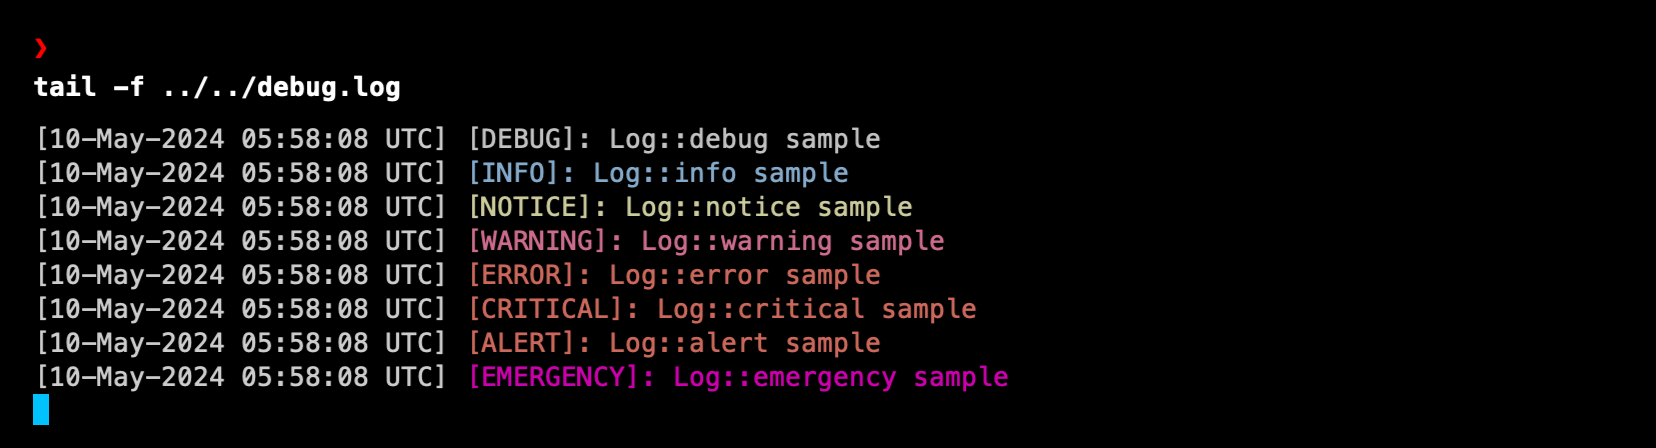 ❯
tail -f ../../debug.log
[10-May-2024 05:58:08 UTC] [DEBUG]: Log::debug sample
[10-May-2024 05:58:08 UTC] [INFO]: Log::info sample
[10-May-2024 05:58:08 UTC] [NOTICE]: Log::notice sample
[10-May-2024 05:58:08 UTC] [WARNING]: Log::warning sample
[10-May-2024 05:58:08 UTC] [ERROR]: Log::error sample
[10-May-2024 05:58:08 UTC] [CRITICAL]: Log::critical sample
[10-May-2024 05:58:08 UTC] [ALERT]: Log::alert sample
[10-May-2024 05:58:08 UTC] [EMERGENCY]: Log::emergency sample